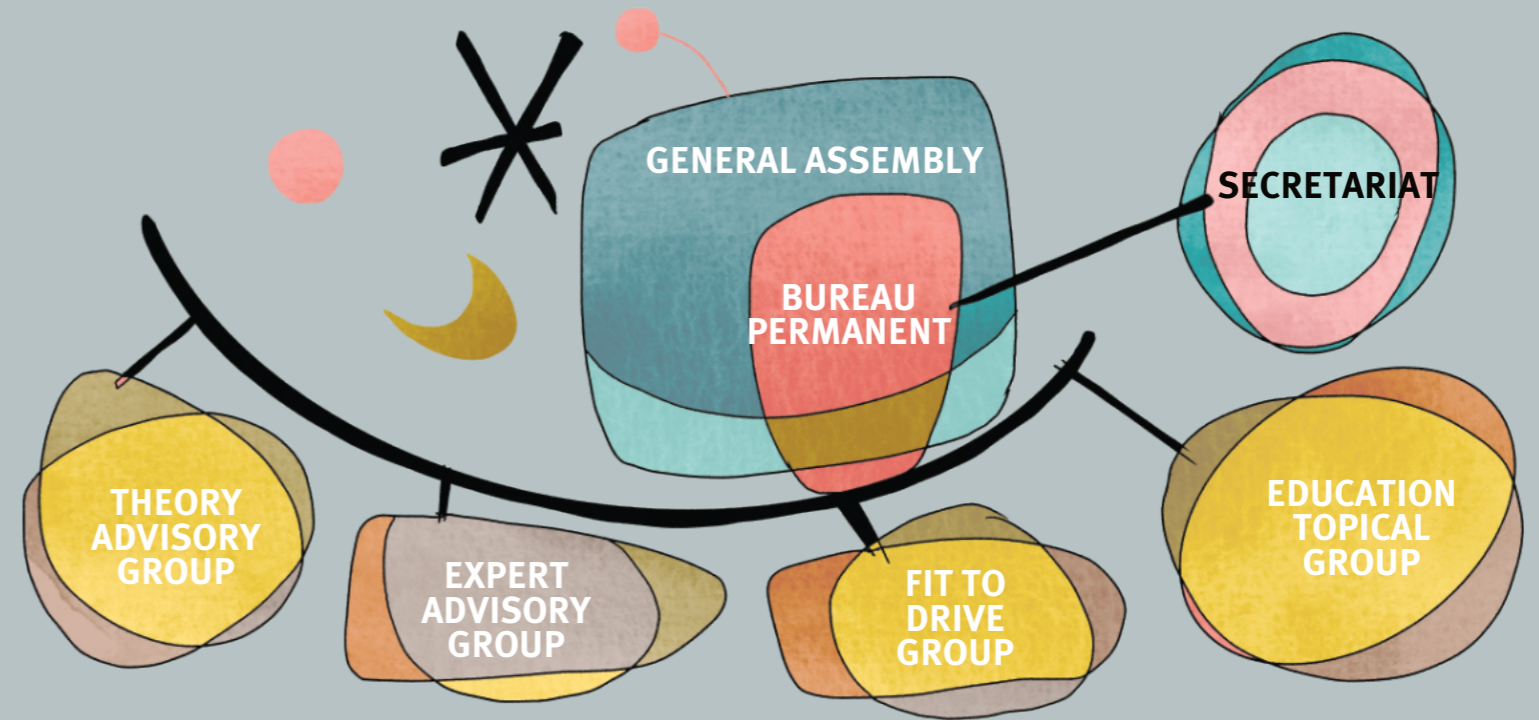 GENERAL ASSEMBLY
SECRETARIAT
BUREAU
PERMANENT
THEORY
ADVISORY
GROUP
EXPERT
ADVISORY
GROUP
FIT TO
DRIVE
GROUP
EDUCATION
TOPICAL
GROUP